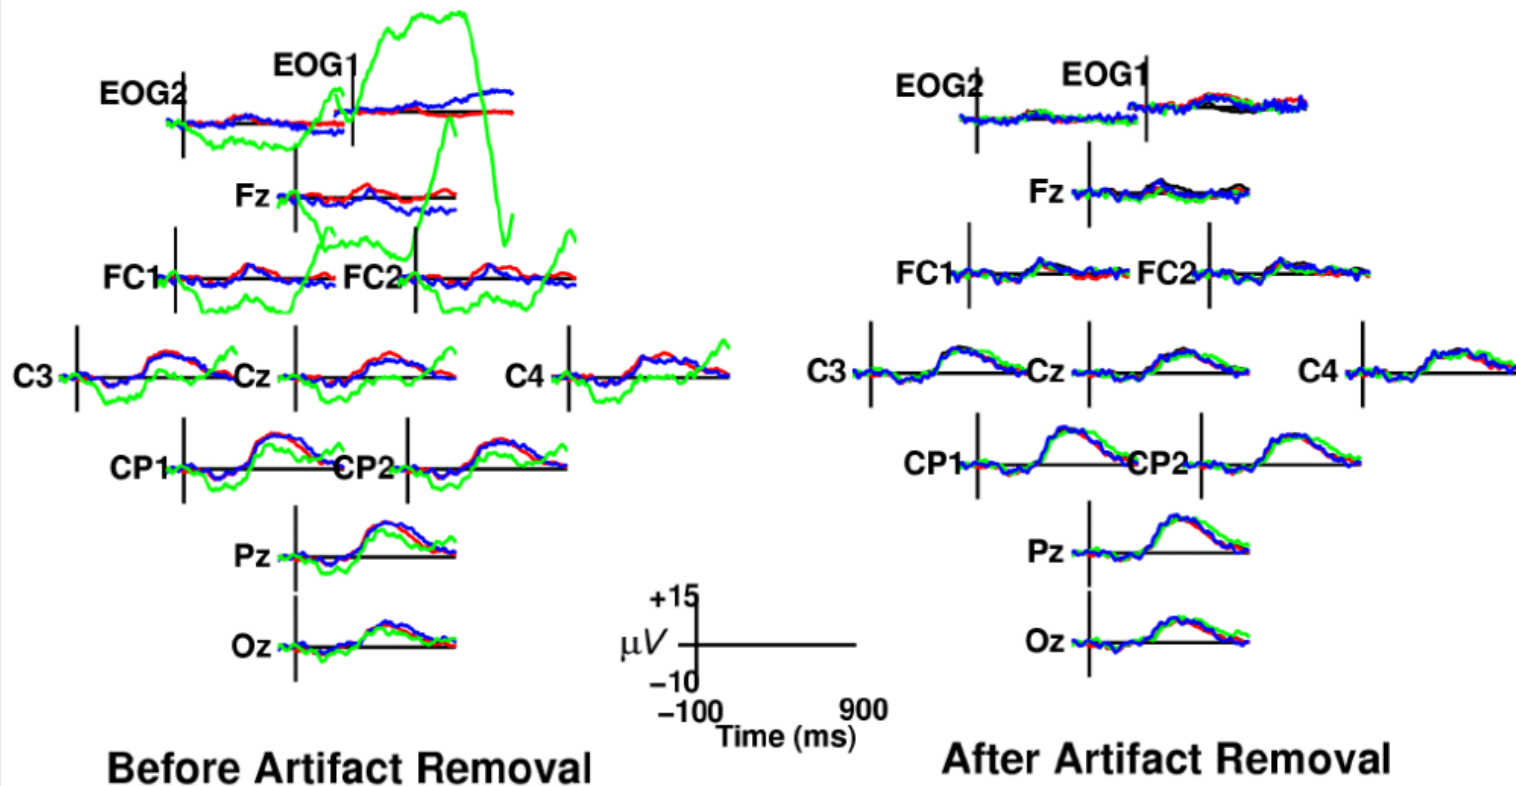 EOG1
EOG2
Fz
FC1 FC2
C3 Cz C4
CP1 CP2
Pz
Oz
EOG1
EOG2
Fz
FC1 FC2
C3 Cz C4
CP1 CP2
Pz
Oz
+15
μV
−10
−100 900
Time (ms)
Before Artifact Removal
After Artifact Removal